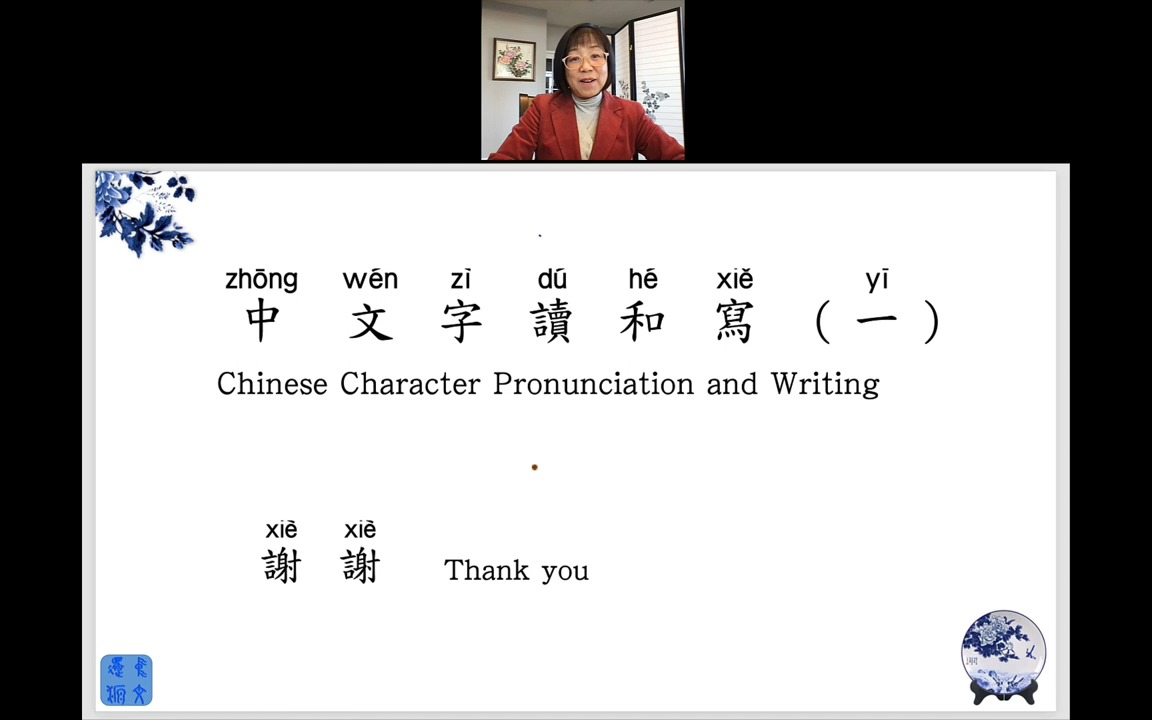 zhōng wén zì dú hé xiě yī
中 文 字 讀 和 寫 （ 一 ）
Chinese Character Pronunciation and Writing
xiè xiè
謝 謝 Thank you